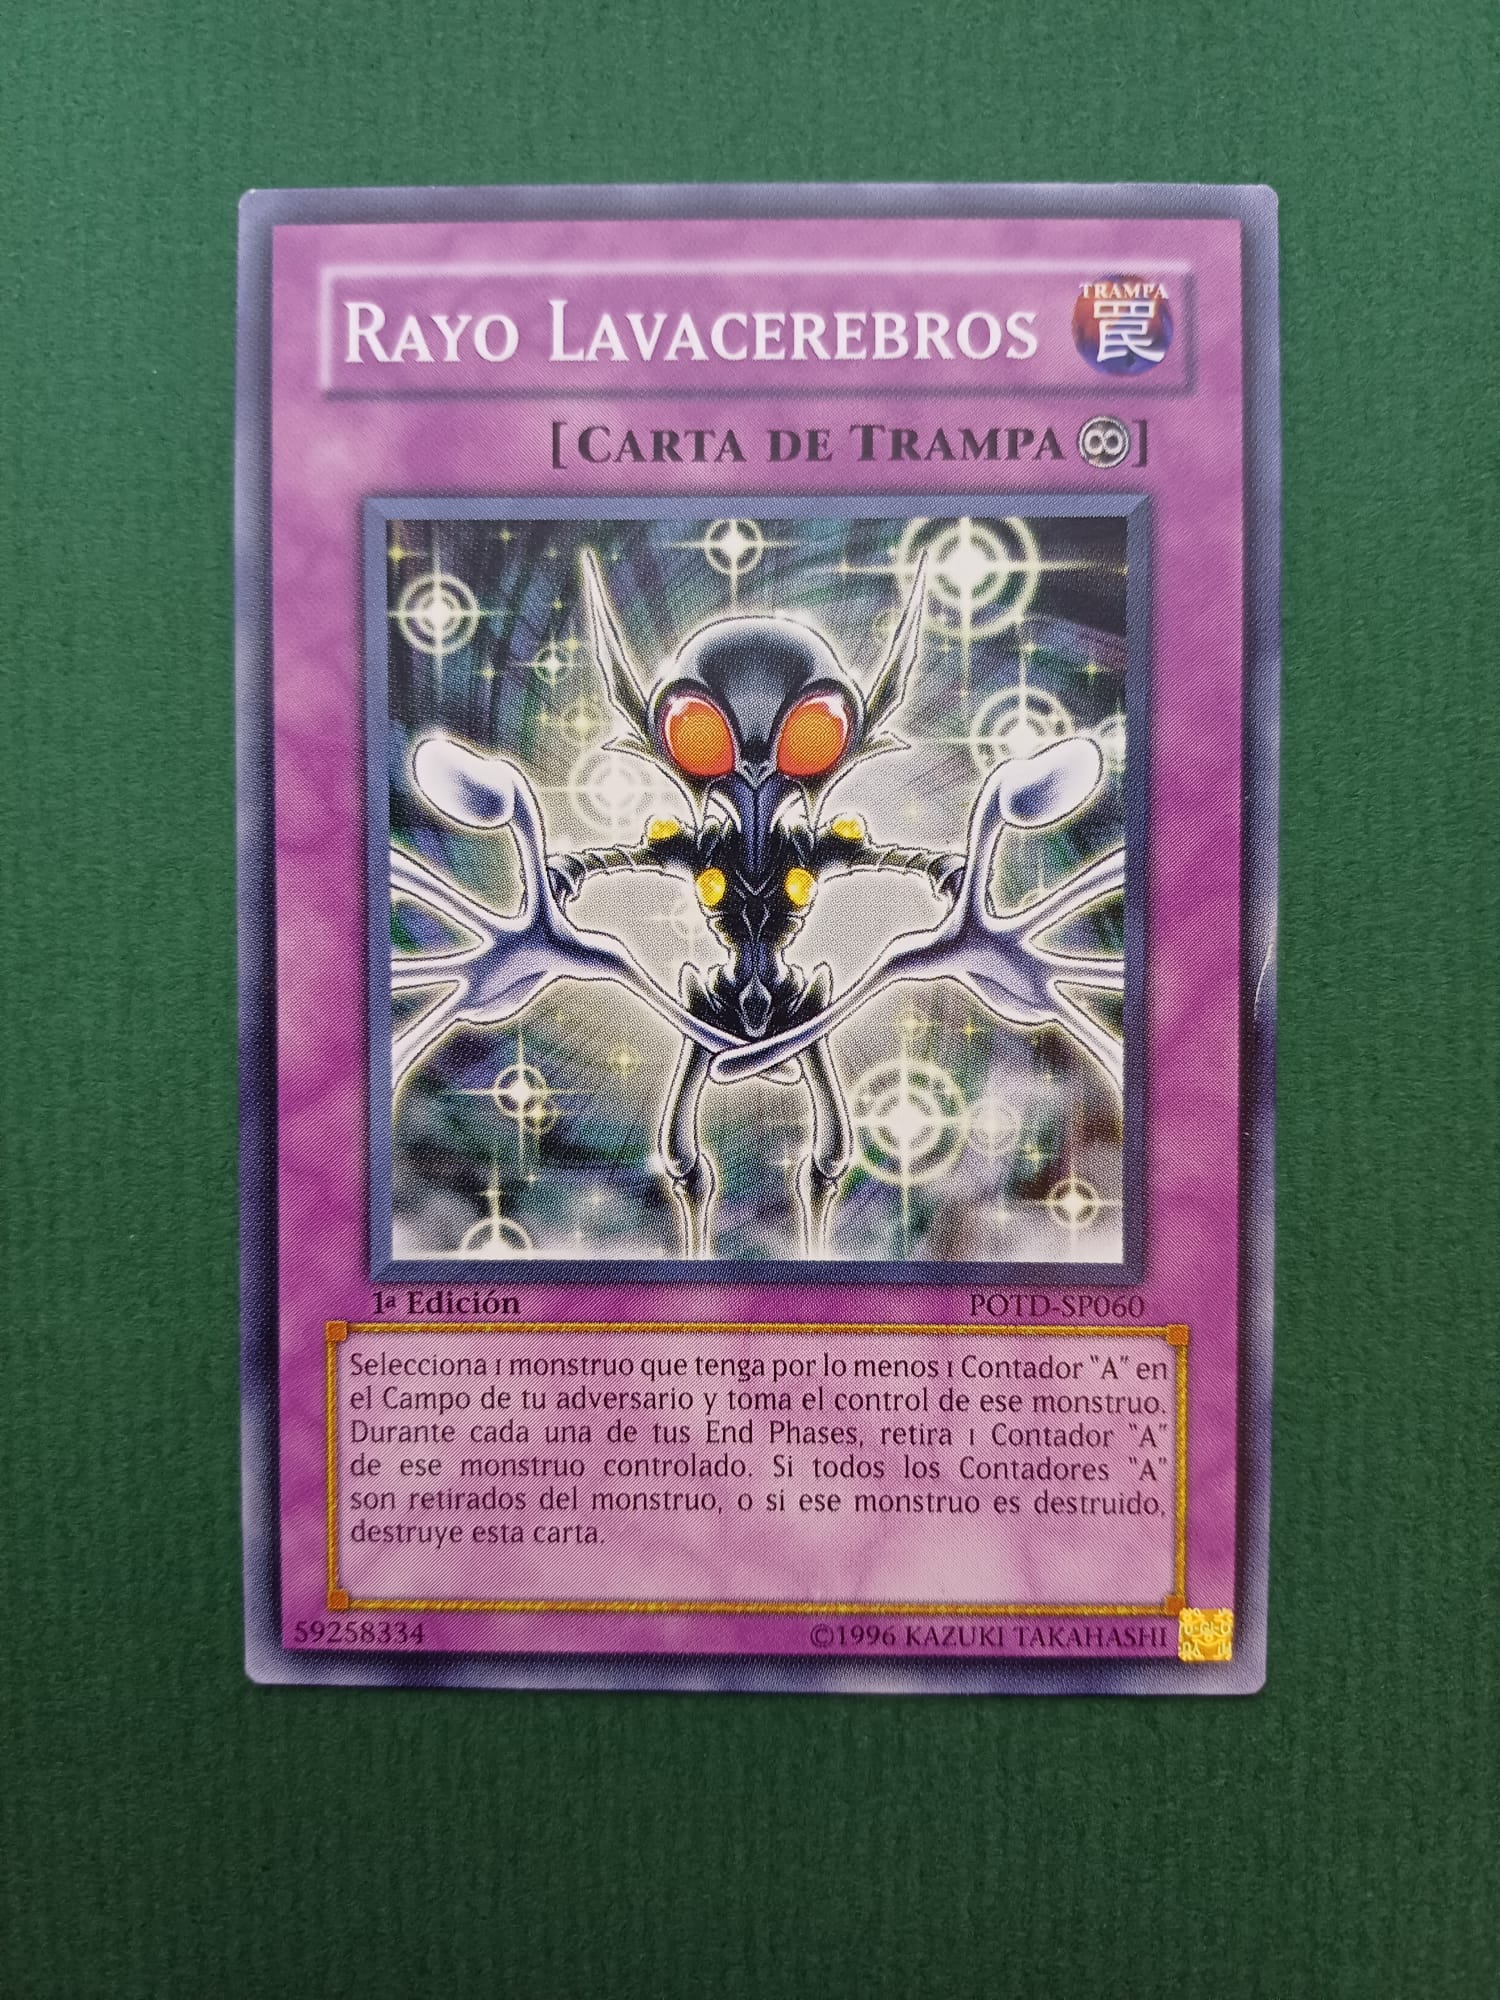 RAYO LAVACEREBROS
TRAMPA
罠
[CARTA DE TRAMPA ∞]
1ª Edición
POTD-SP060
Selecciona 1 monstruo que tenga por lo menos 1 Contador "A" en
el Campo de tu adversario y toma el control de ese monstruo.
Durante cada una de tus End Phases, retira 1 Contador "A"
de ese monstruo controlado. Si todos los Contadores "A"
son retirados del monstruo, o si ese monstruo es destruido,
destruye esta carta.
59258334
©1996 KAZUKI TAKAHASHI